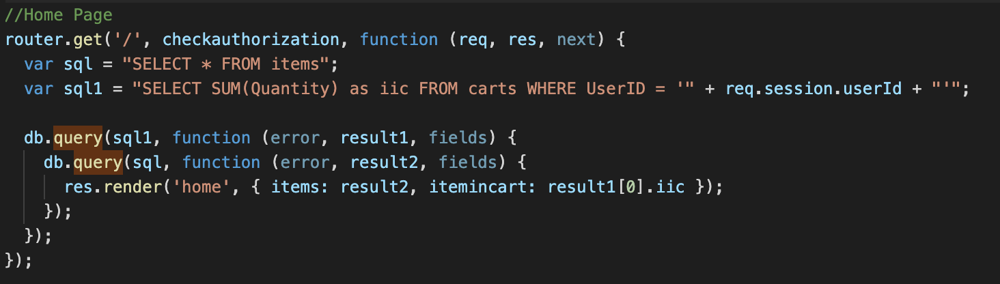 //Home Page
router.get('/', checkauthorization, function (req, res, next) {
  var sql = "SELECT * FROM items";
  var sql1 = "SELECT SUM(Quantity) as iic FROM carts WHERE UserID = '" + req.session.userId + "'";

  db.query(sql1, function (error, result1, fields) {
    db.query(sql, function (error, result2, fields) {
      res.render('home', { items: result2, itemincart: result1[0].iic });
    });
  });
});